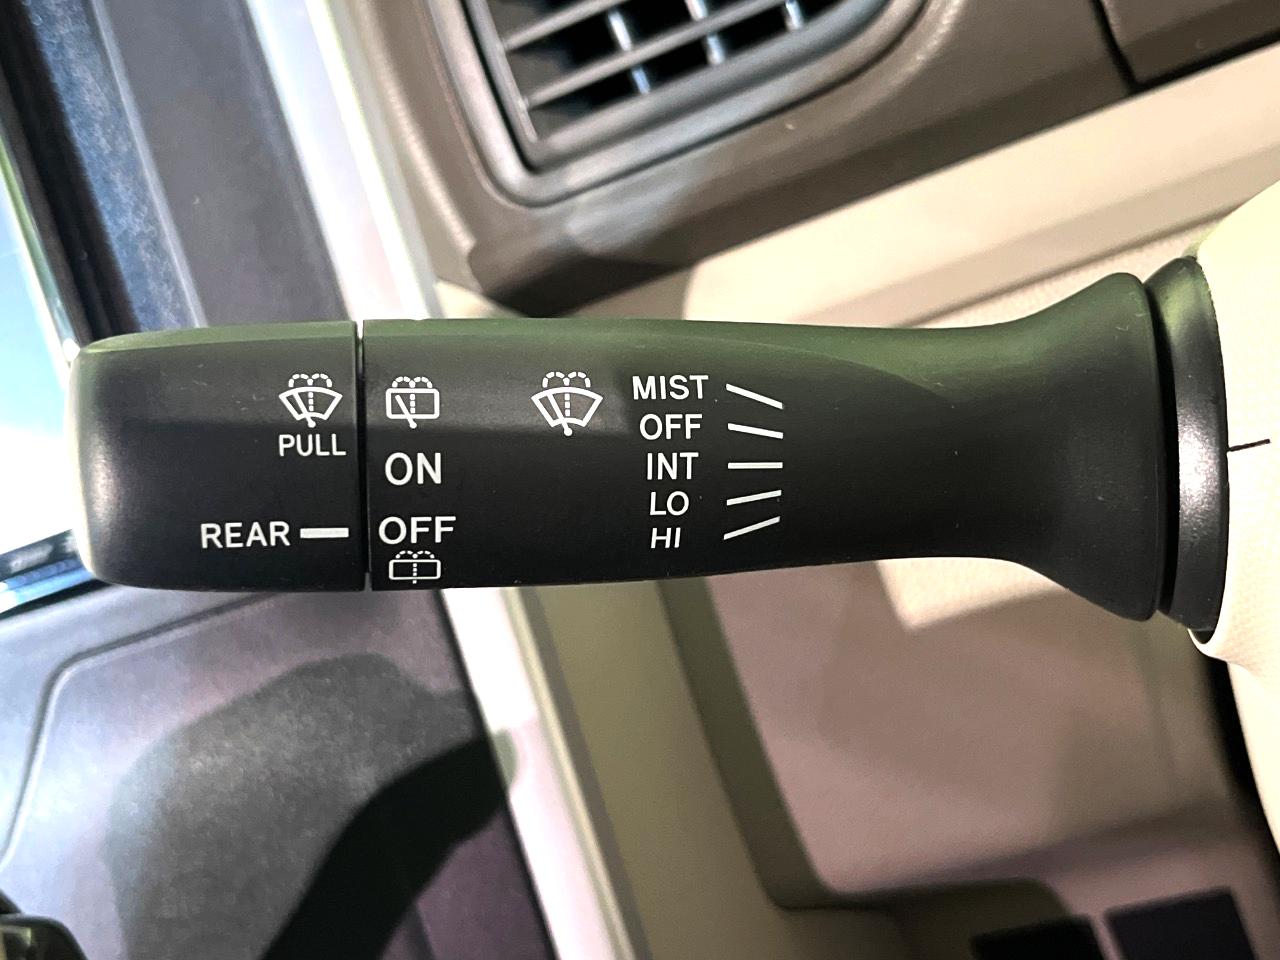 PULL
REAR
ON
OFF
MIST
OFF
INT
LO
HI